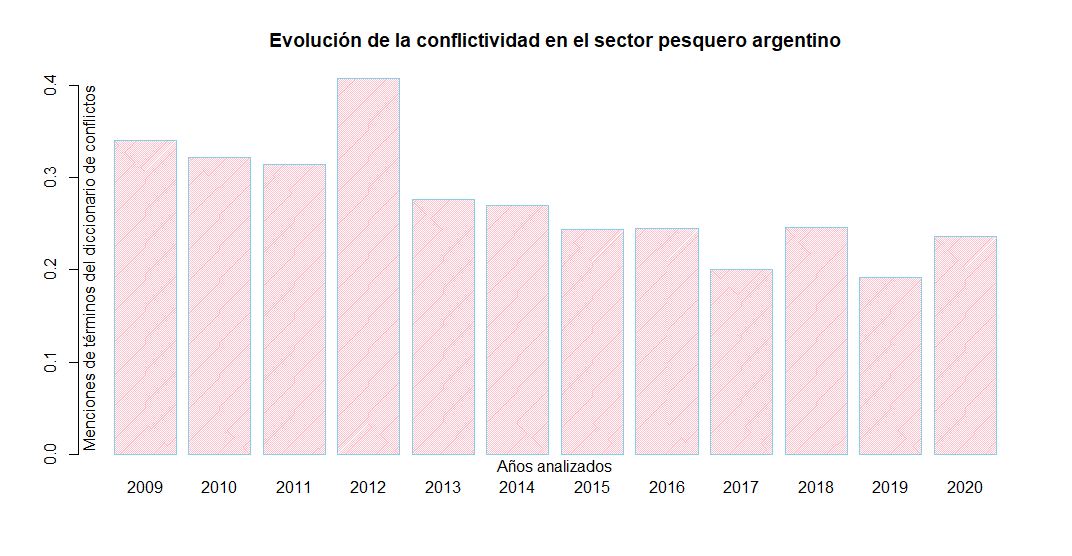 Evolución de la conflictividad en el sector pesquero argentino
Menciones de términos del diccionario de conflictos
0.4
0.3
0.2
0.1
0.0
Años analizados
2009 2010 2011 2012 2013 2014 2015 2016 2017 2018 2019 2020